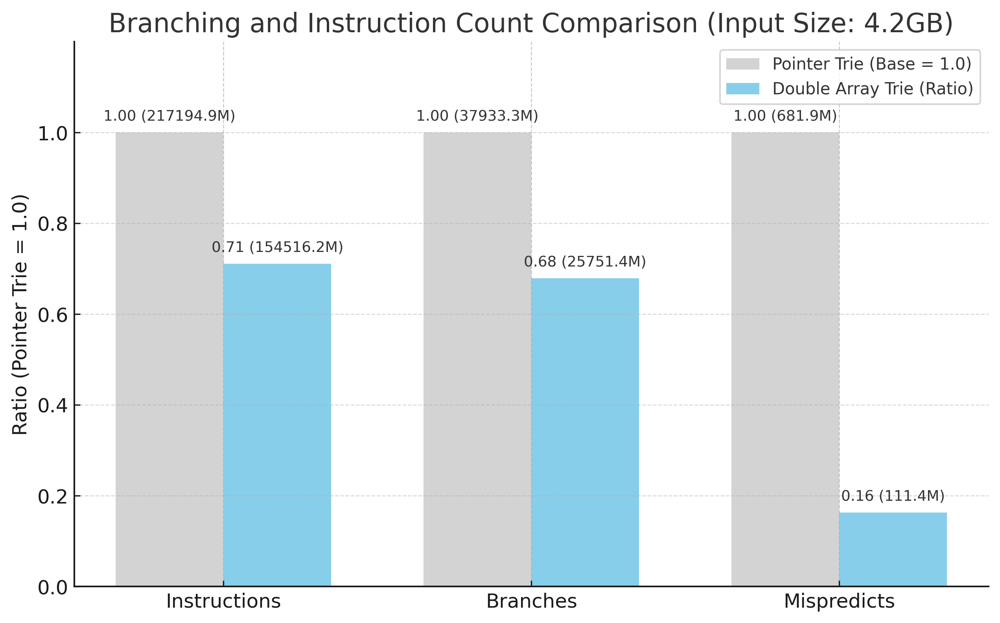 Branching and Instruction Count Comparison (Input Size: 4.2GB)
Pointer Trie (Base = 1.0)
Double Array Trie (Ratio)
1.00 (217194.9M)
1.00 (37933.3M)
1.00 (681.9M)
0.71 (154516.2M)
0.68 (25751.4M)
0.16 (111.4M)
Ratio (Pointer Trie = 1.0)
1.0
0.8
0.6
0.4
0.2
0.0
Instructions
Branches
Mispredicts